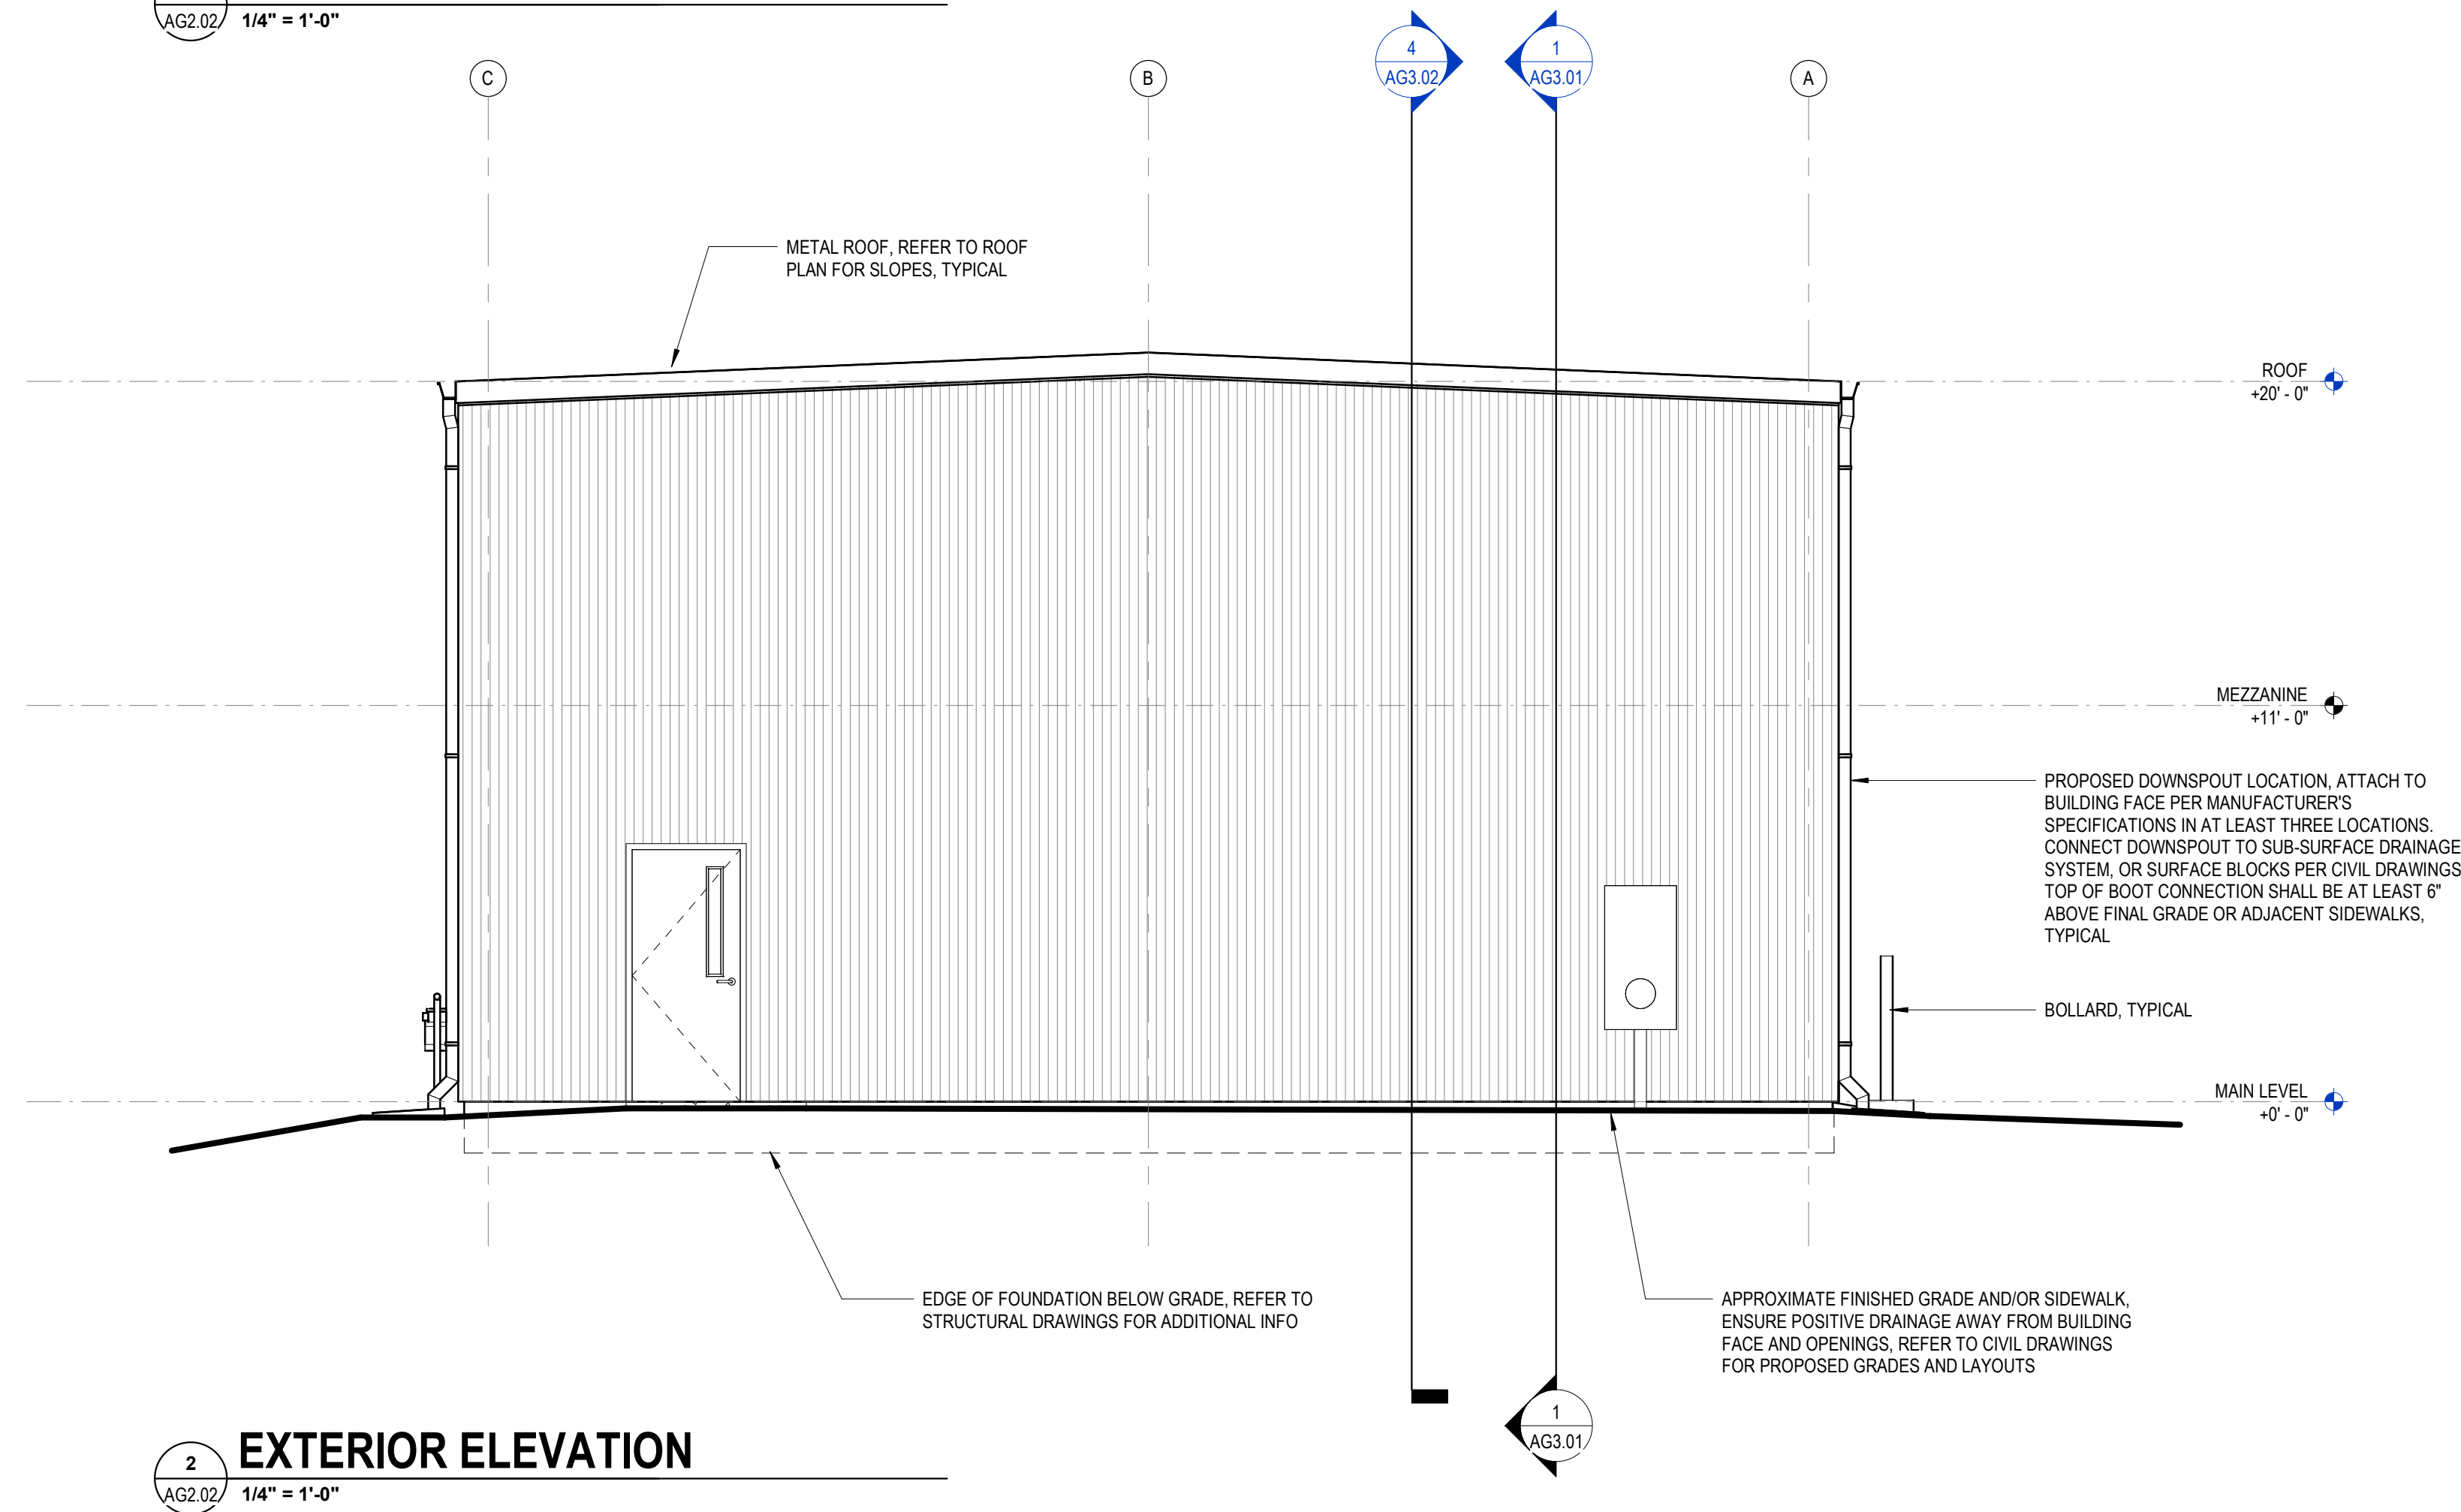 AG2.02
1/4" = 1'-0"
C
B
4
AG3.02
1
AG3.01
A
METAL ROOF, REFER TO ROOF
PLAN FOR SLOPES, TYPICAL
ROOF
+20' - 0"
MEZZANINE
+11' - 0"
PROPOSED DOWNSPOUT LOCATION, ATTACH TO
BUILDING FACE PER MANUFACTURER'S
SPECIFICATIONS IN AT LEAST THREE LOCATIONS.
CONNECT DOWNSPOUT TO SUB-SURFACE DRAINAGE
SYSTEM, OR SURFACE BLOCKS PER CIVIL DRAWINGS
TOP OF BOOT CONNECTION SHALL BE AT LEAST 6"
ABOVE FINAL GRADE OR ADJACENT SIDEWALKS,
TYPICAL
BOLLARD, TYPICAL
MAIN LEVEL
+0' - 0"
EDGE OF FOUNDATION BELOW GRADE, REFER TO
STRUCTURAL DRAWINGS FOR ADDITIONAL INFO
APPROXIMATE FINISHED GRADE AND/OR SIDEWALK,
ENSURE POSITIVE DRAINAGE AWAY FROM BUILDING
FACE AND OPENINGS, REFER TO CIVIL DRAWINGS
FOR PROPOSED GRADES AND LAYOUTS
1
AG3.01
2
AG2.02
EXTERIOR ELEVATION
1/4" = 1'-0"